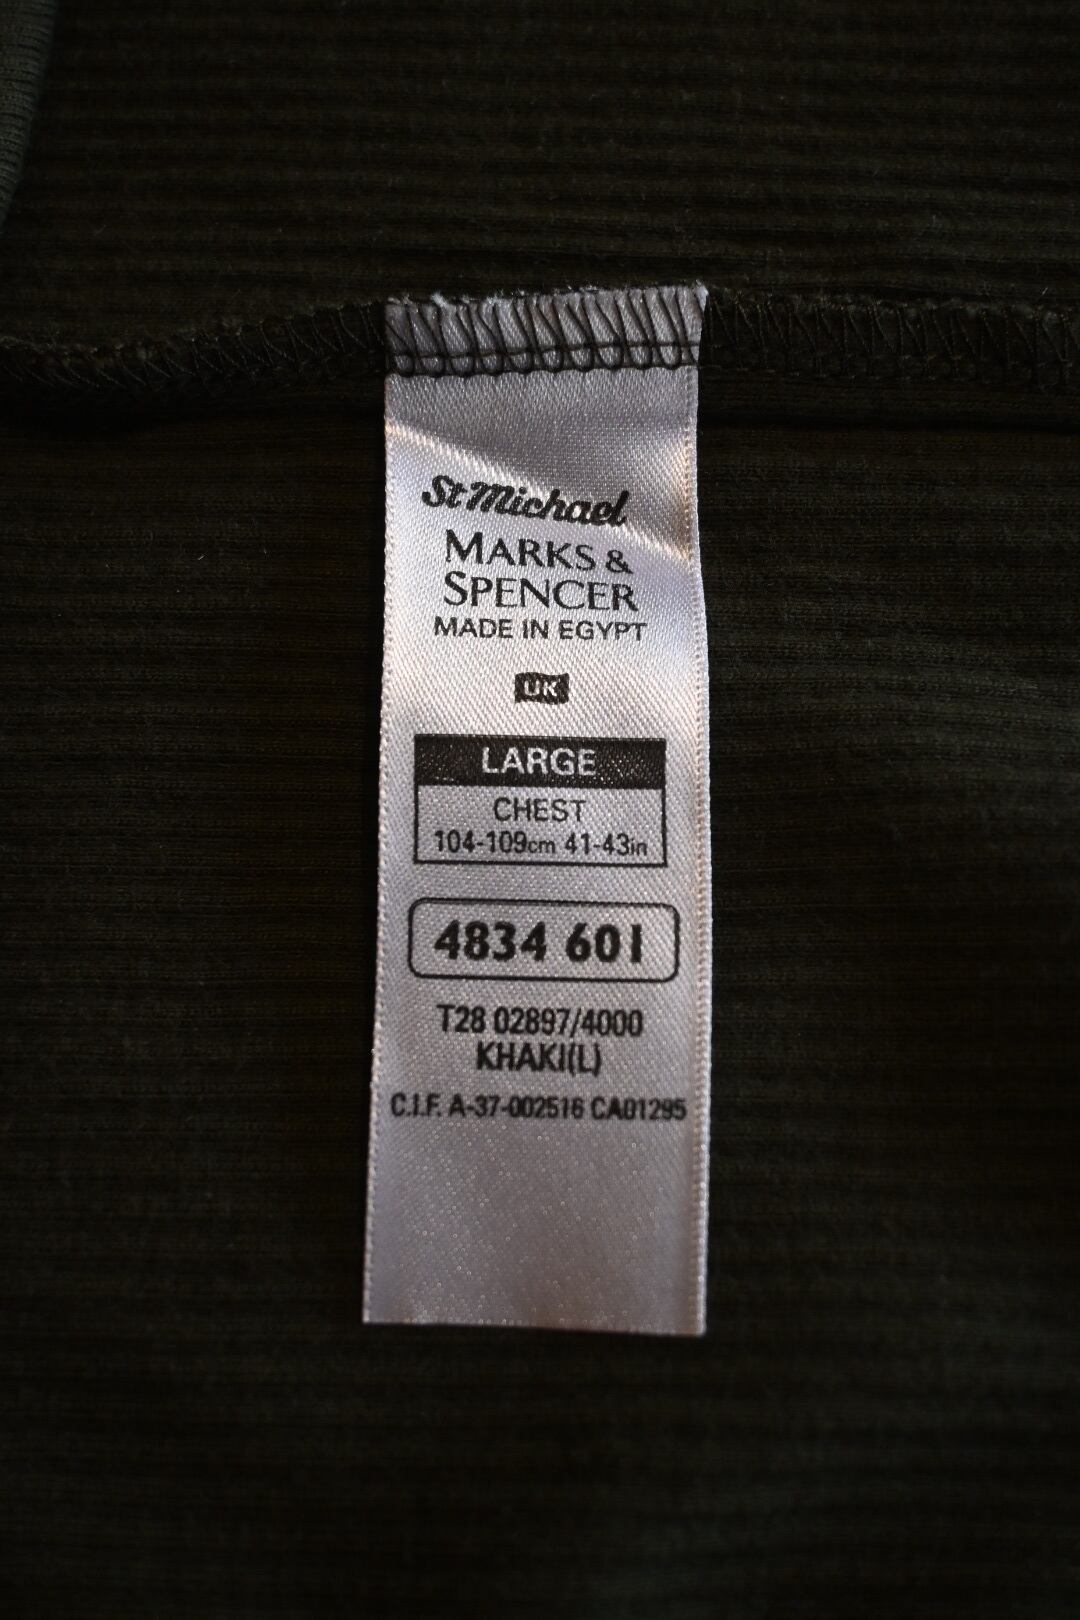 St Michael
MARKS &
SPENCER
MADE IN EGYPT
UK
LARGE
CHEST
104-109cm 41-43in
4834 601
T28 02897/4000
KHAKI(L)
C.I.F. A-37-002516 CA01295